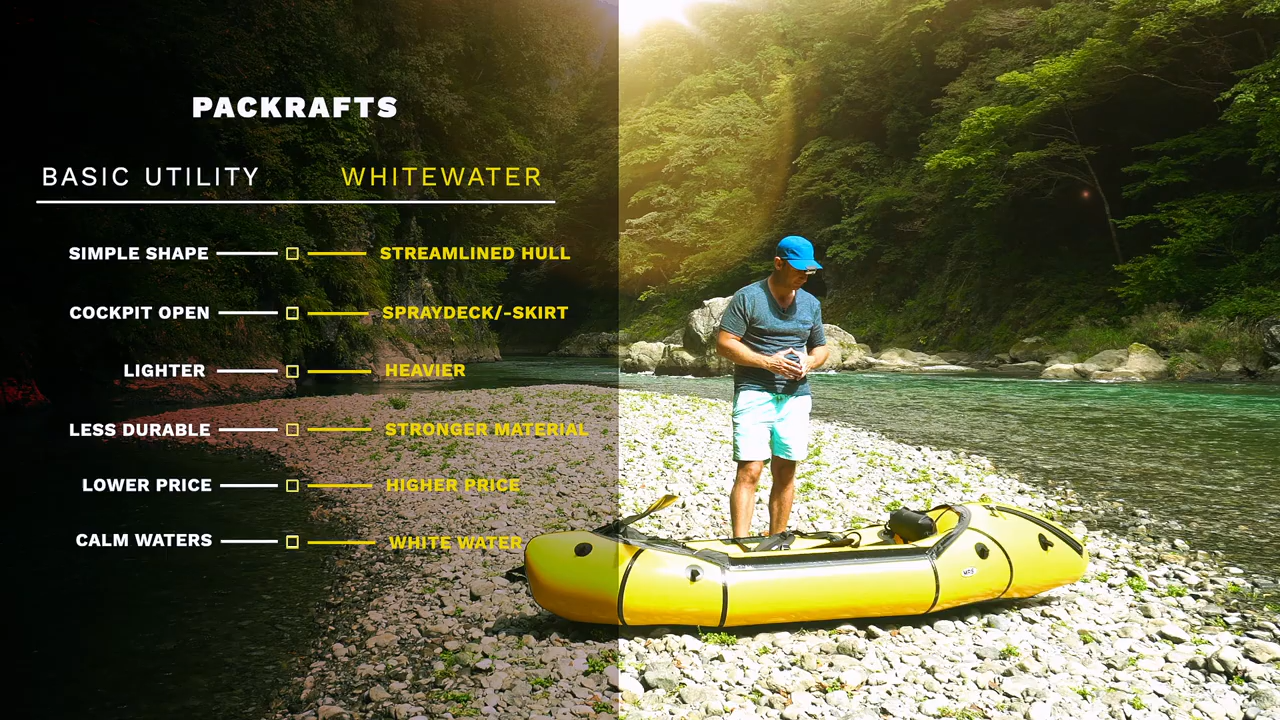 PACKRAFTS
BASIC UTILITY WHITEWATER
SIMPLE SHAPE STREAMLINED HULL
COCKPIT OPEN SPRAYDECK/-SKIRT
LIGHTER HEAVIER
LESS DURABLE STRONGER MATERIAL
LOWER PRICE HIGHER PRICE
CALM WATERS WHITE WATER
MRS